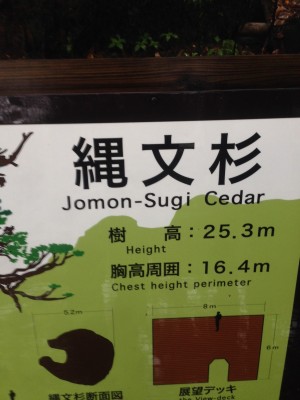 縄文杉
Jomon-Sugi Cedar
樹 高:25.3m
Height
胸高周囲:16.4m
Chest height perimeter
5.2m
8m
6m
縄文杉断面図
展望デッキ
the View-deck